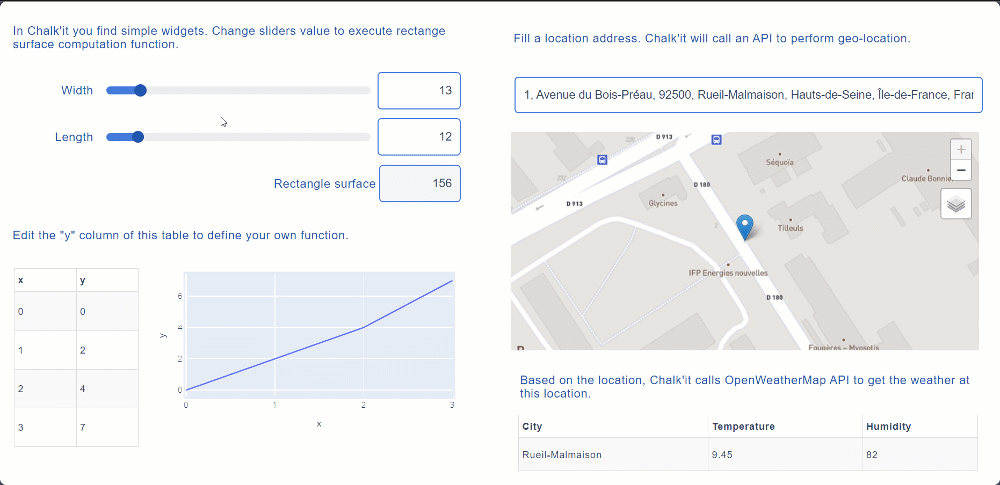 In Chalk'it you find simple widgets. Change sliders value to execute rectange
surface computation function.
Width
13
Length
12
Rectangle surface
156
Edit the "y" column of this table to define your own function.
x y
0 0
1 2
2 4
3 7
y
6
4
2
0
0 1 2 3
x
Fill a location address. Chalk'it will call an API to perform geo-location.
1, Avenue du Bois-Préau, 92500, Rueil-Malmaison, Hauts-de-Seine, Île-de-France, Fran
D 913
Séquoia
+
−
D 188
Claude Bonnie
Glycines
D 913
Tilleuls
IFP Energies nouvelles
D 188
Fougères – Myosotis
Based on the location, Chalk'it calls OpenWeatherMap API to get the weather at
this location.
City Temperature Humidity
Rueil-Malmaison 9.45 82